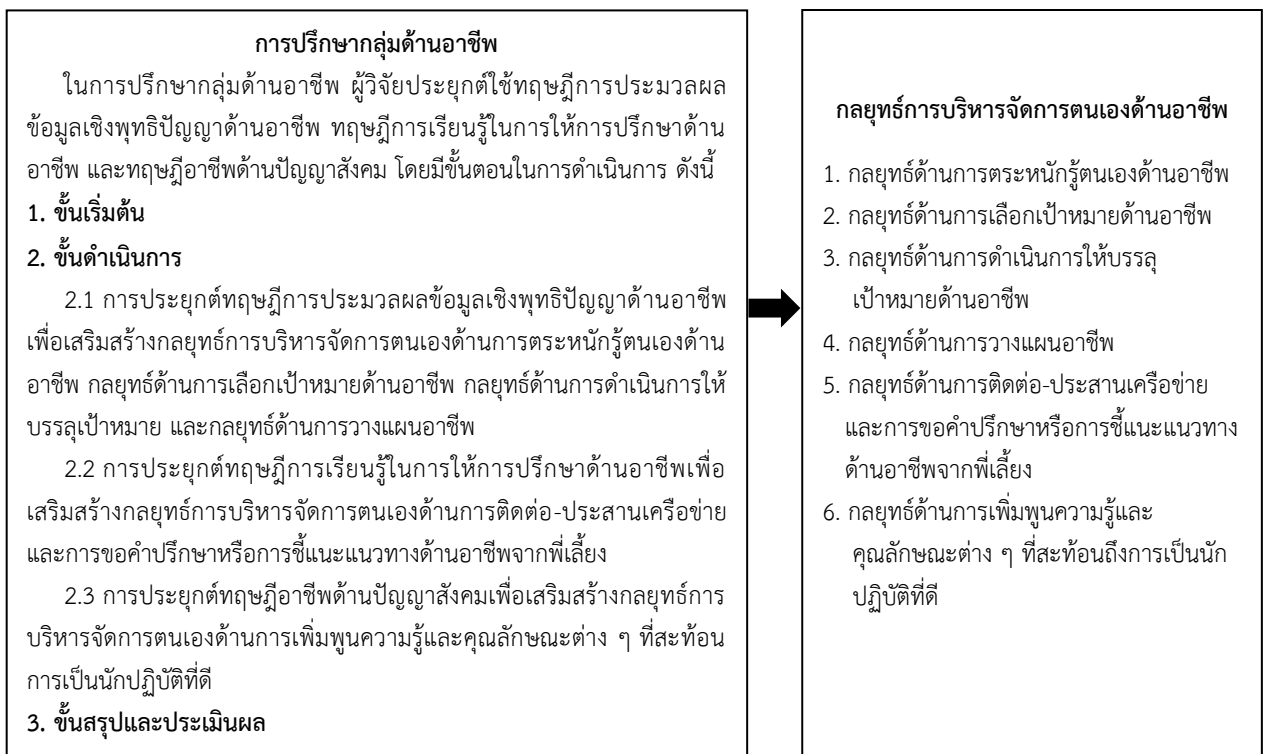 การปรึกษากลุ่มด้านอาชีพ
ในการปรึกษากลุ่มด้านอาชีพ ผู้วิจัยประยุกต์ใช้ทฤษฎีการประมวลผล
ข้อมูลเชิงพุทธิปัญญาด้านอาชีพ ทฤษฎีการเรียนรู้ในการให้การปรึกษาด้าน
อาชีพ และทฤษฎีอาชีพด้านปัญญาสังคม โดยมีขั้นตอนในการดำเนินการ ดังนี้
1. ขั้นเริ่มต้น
2. ขั้นดำเนินการ
2.1 การประยุกต์ทฤษฎีการประมวลผลข้อมูลเชิงพุทธิปัญญาด้านอาชีพ
เพื่อเสริมสร้างกลยุทธ์การบริหารจัดการตนเองด้านการตระหนักรู้ตนเองด้าน
อาชีพ กลยุทธ์ด้านการเลือกเป้าหมายด้านอาชีพ กลยุทธ์ด้านการดำเนินการให้
บรรลุเป้าหมาย และกลยุทธ์ด้านการวางแผนอาชีพ
2.2 การประยุกต์ทฤษฎีการเรียนรู้ในการให้การปรึกษาด้านอาชีพเพื่อ
เสริมสร้างกลยุทธ์การบริหารจัดการตนเองด้านการติดต่อ-ประสานเครือข่าย
และการขอคำปรึกษาหรือการชี้แนะแนวทางด้านอาชีพจากพี่เลี้ยง
2.3 การประยุกต์ทฤษฎีอาชีพด้านปัญญาสังคมเพื่อเสริมสร้างกลยุทธ์การ
บริหารจัดการตนเองด้านการเพิ่มพูนความรู้และคุณลักษณะต่าง ๆ ที่สะท้อน
การเป็นนักปฏิบัติที่ดี
3. ขั้นสรุปและประเมินผล
กลยุทธ์การบริหารจัดการตนเองด้านอาชีพ
1. กลยุทธ์ด้านการตระหนักรู้ตนเองด้านอาชีพ
2. กลยุทธ์ด้านการเลือกเป้าหมายด้านอาชีพ
3. กลยุทธ์ด้านการดำเนินการให้บรรลุ
เป้าหมายด้านอาชีพ
4. กลยุทธ์ด้านการวางแผนอาชีพ
5. กลยุทธ์ด้านการติดต่อ-ประสานเครือข่าย
และการขอคำปรึกษาหรือการชี้แนะแนวทาง
ด้านอาชีพจากพี่เลี้ยง
6. กลยุทธ์ด้านการเพิ่มพูนความรู้และ
คุณลักษณะต่าง ๆ ที่สะท้อนถึงการเป็นนัก
ปฏิบัติที่ดี